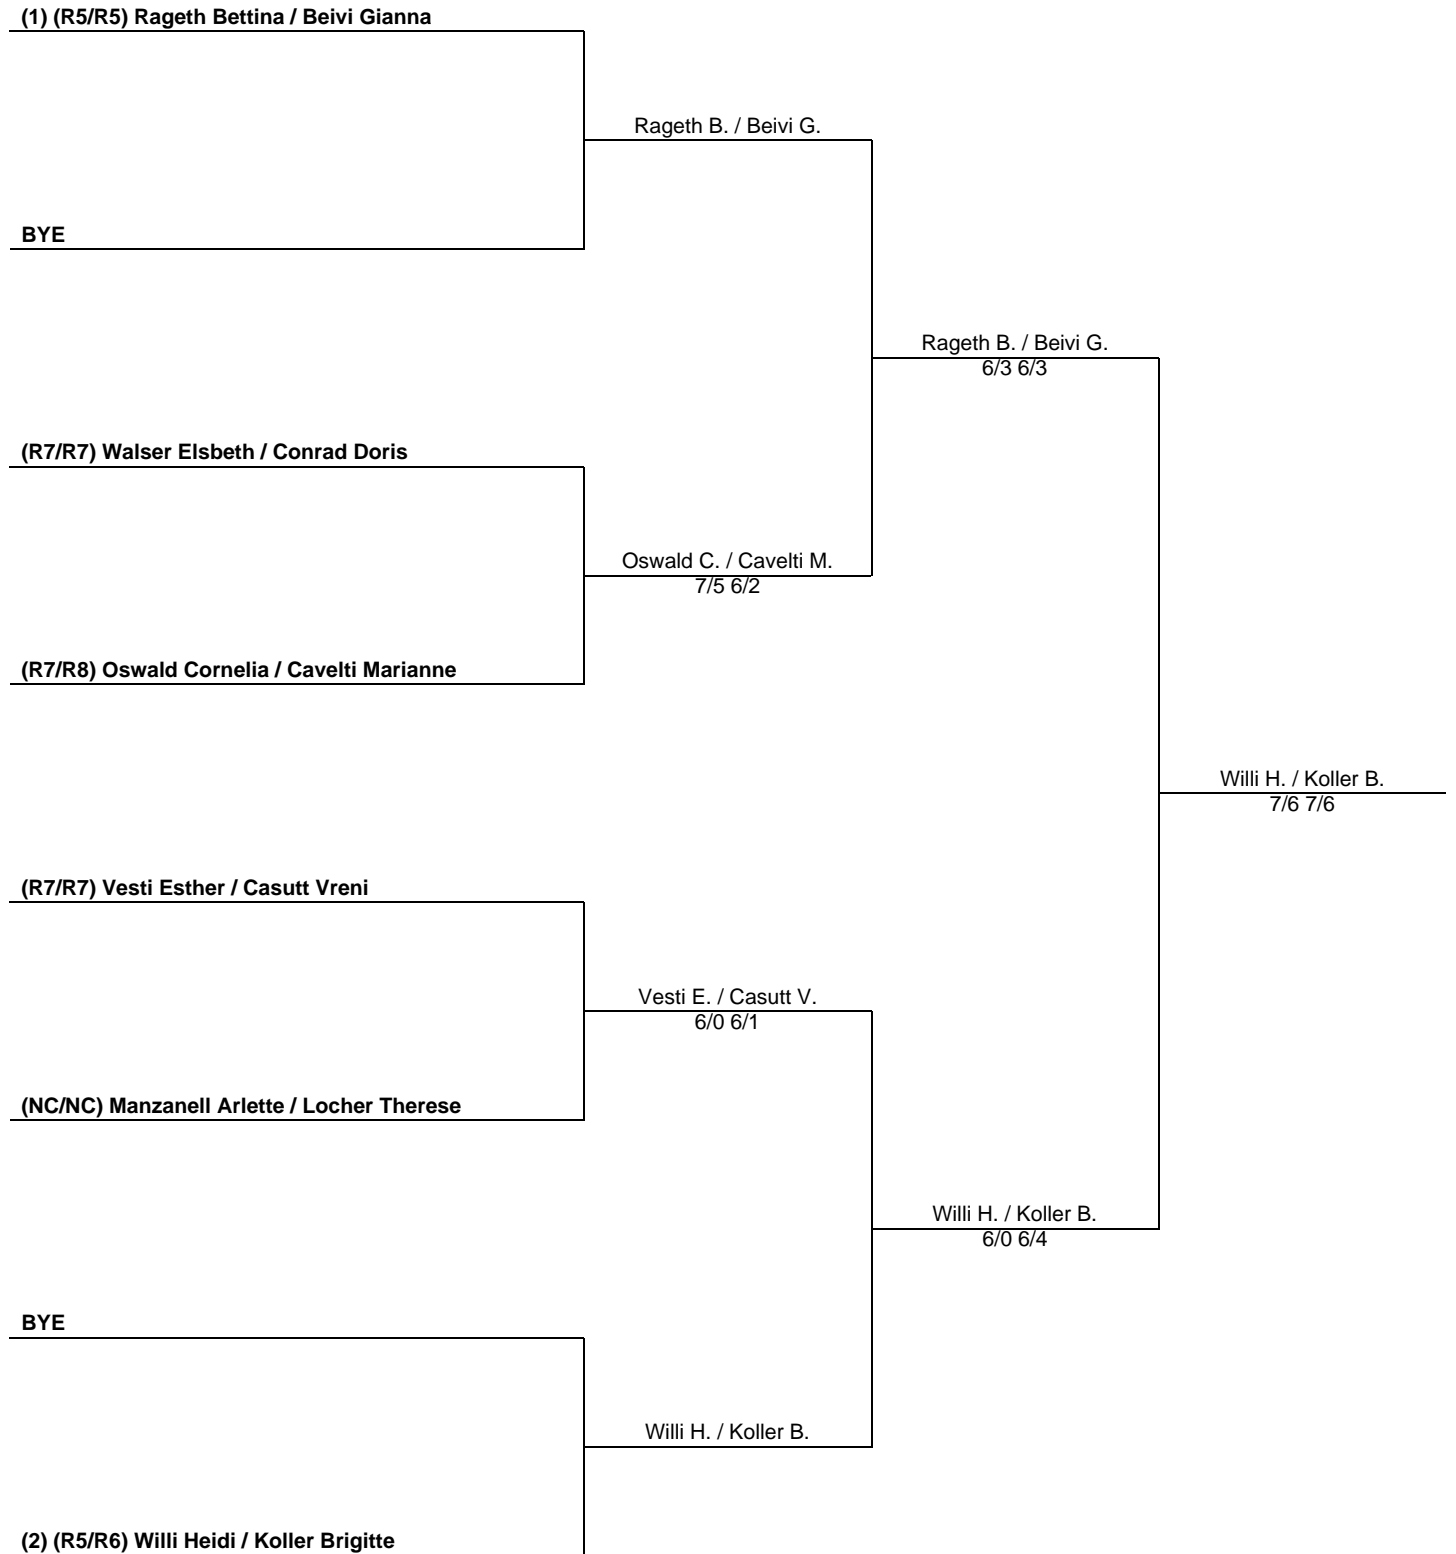 (1) (R5/R5) Rageth Bettina / Beivi Gianna
Rageth B. / Beivi G.
BYE
Rageth B. / Beivi G.
6/3 6/3
(R7/R7) Walser Elsbeth / Conrad Doris
Oswald C. / Cavelti M.
7/5 6/2
(R7/R8) Oswald Cornelia / Cavelti Marianne
Willi H. / Koller B.
7/6 7/6
(R7/R7) Vesti Esther / Casutt Vreni
Vesti E. / Casutt V.
6/0 6/1
(NC/NC) Manzanell Arlette / Locher Therese
Willi H. / Koller B.
6/0 6/4
BYE
Willi H. / Koller B.
(2) (R5/R6) Willi Heidi / Koller Brigitte